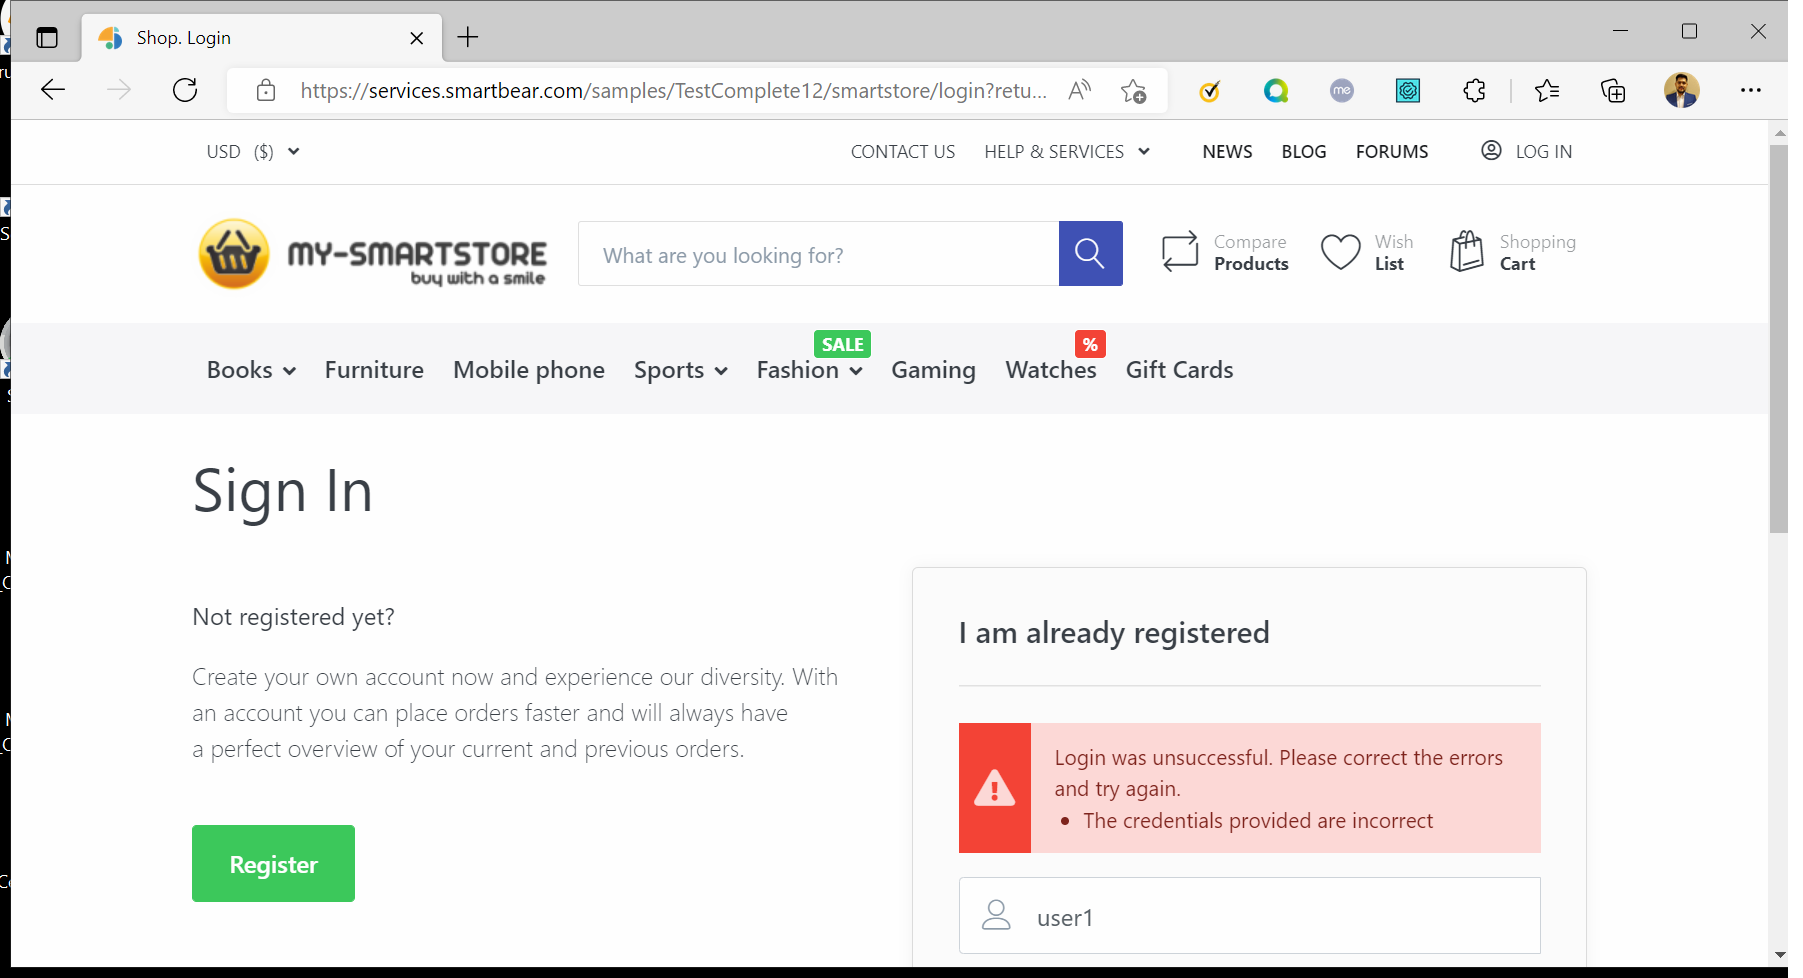 Shop. Login
https://services.smartbear.com/samples/TestComplete12/smartstore/login?retu...
me
USD ($)
CONTACT US HELP & SERVICES NEWS BLOG FORUMS LOG IN
MY-SMARTSTORE
buy with a smile
What are you looking for?
Compare
Products
Wish
List
Shopping
Cart
SALE %
Books Furniture Mobile phone Sports Fashion Gaming Watches Gift Cards
Sign In
Not registered yet?
Create your own account now and experience our diversity. With
an account you can place orders faster and will always have
a perfect overview of your current and previous orders.
Register
I am already registered
Login was unsuccessful. Please correct the errors
and try again.
• The credentials provided are incorrect
user1